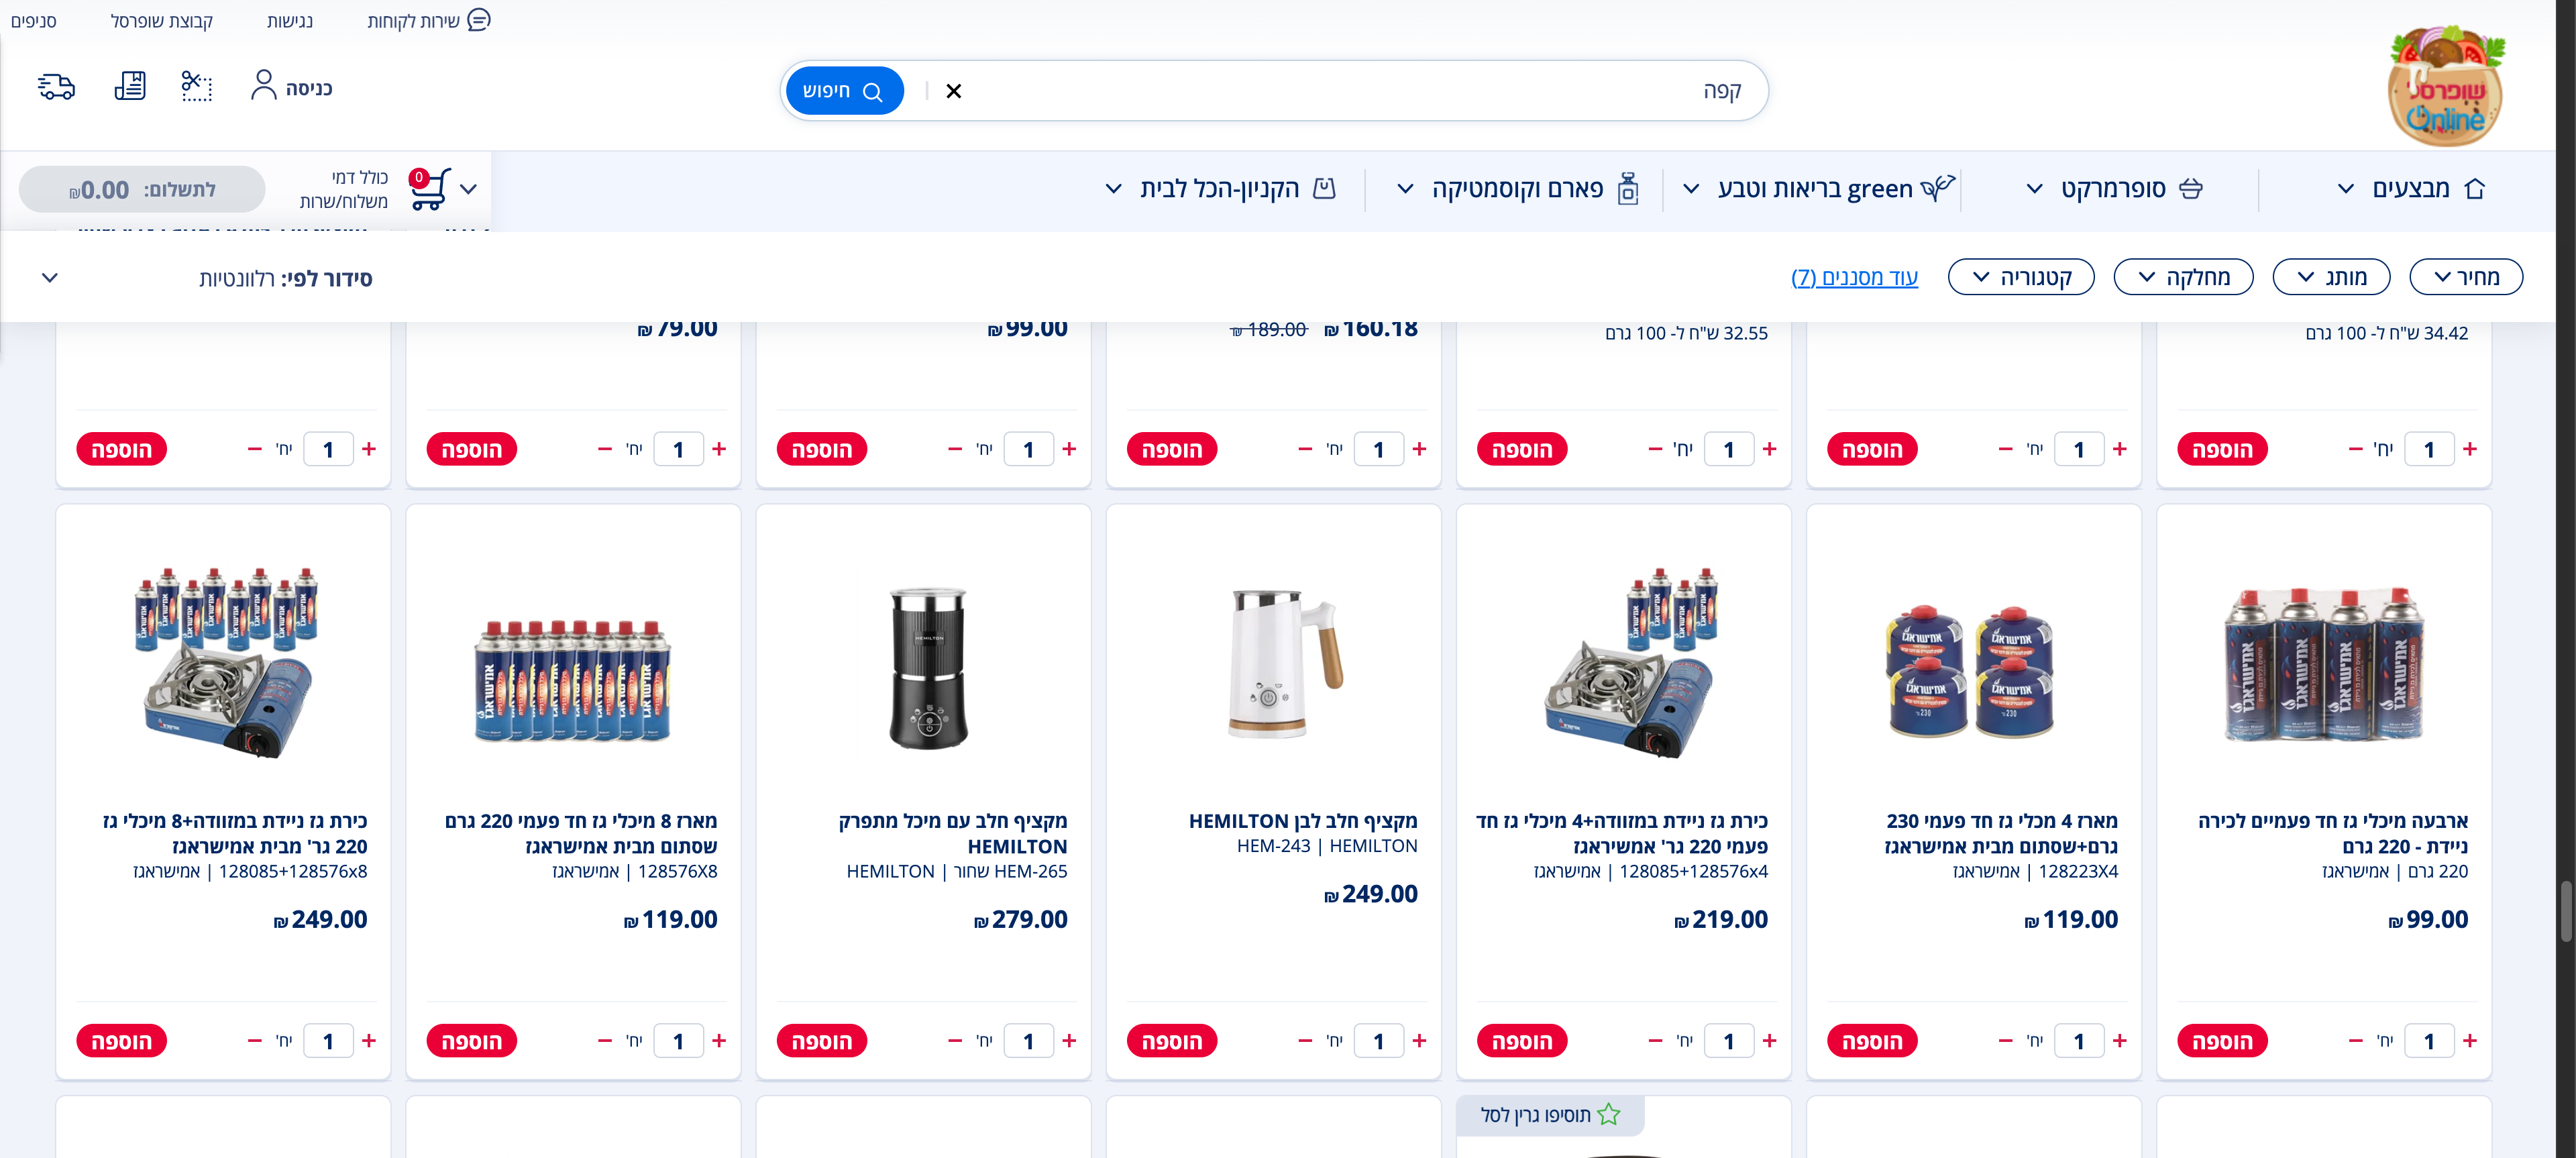 שירות לקוחות
נגישות
קבוצת שופרסל
סניפים
שופרסל
Online
קפה
חיפוש
כניסה
מבצעים
סופרמרקט
green בריאות וטבע
פארם וקוסמטיקה
הקניון-הכל לבית
0
כולל דמי
משלוח/שרות
לתשלום: 0.00 ₪
מחיר
מותג
מחלקה
קטגוריה
עוד מסננים (7)
סידור לפי: רלוונטיות
34.42 ש"ח ל- 100 גרם
32.55 ש"ח ל- 100 גרם
160.18 ₪ 189.00 ₪
99.00 ₪
79.00 ₪
+ 1 יח' − הוספה
+ 1 יח' − הוספה
+ 1 יח' − הוספה
+ 1 יח' − הוספה
+ 1 יח' − הוספה
+ 1 יח' − הוספה
+ 1 יח' − הוספה
ארבעה מיכלי גז חד פעמיים לכירה
ניידת - 220 גרם
220 גרם | אמישראגז
99.00 ₪
+ 1 יח' − הוספה
מארז 4 מכלי גז חד פעמי 230
גרם+שסתום מבית אמישראגז
128223X4 | אמישראגז
119.00 ₪
+ 1 יח' − הוספה
כירת גז ניידת במזוודה+4 מיכלי גז חד
פעמי 220 גר' אמשיראגז
128085+128576x4 | אמישראגז
219.00 ₪
+ 1 יח' − הוספה
מקציף חלב לבן HEMILTON
HEM-243 | HEMILTON
249.00 ₪
+ 1 יח' − הוספה
HEMILTON
מקציף חלב עם מיכל מתפרק
HEMILTON
HEM-265 שחור | HEMILTON
279.00 ₪
+ 1 יח' − הוספה
מארז 8 מיכלי גז חד פעמי 220 גרם
שסתום מבית אמישראגז
128576X8 | אמישראגז
119.00 ₪
+ 1 יח' − הוספה
כירת גז ניידת במזוודה+8 מיכלי גז
220 גר' מבית אמישראגז
128085+128576x8 | אמישראגז
249.00 ₪
+ 1 יח' − הוספה
תוסיפו גרין לסל